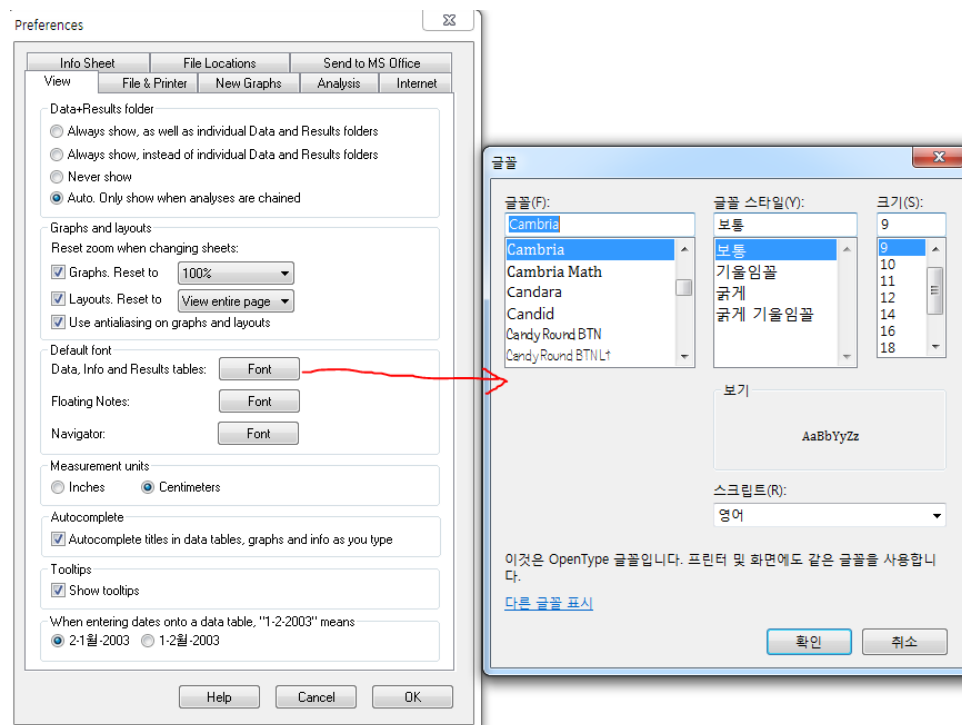 Preferences
Info Sheet File Locations Send to MS Office
View File & Printer New Graphs Analysis Internet
Data+Results folder
Always show, as well as individual Data and Results folders
Always show, instead of individual Data and Results folders
Never show
Auto. Only show when analyses are chained
Graphs and layouts
Reset zoom when changing sheets:
Graphs. Reset to 100%
Layouts. Reset to View entire page
Use antialiasing on graphs and layouts
Default font
Data, Info and Results tables: Font
Floating Notes: Font
Navigator: Font
Measurement units
Inches Centimeters
Autocomplete
Autocomplete titles in data tables, graphs and info as you type
Tooltips
Show tooltips
When entering dates onto a data table, "1-2-2003" means
2-1월-2003 1-2월-2003
Help Cancel OK
글꼴
글꼴(F): 글꼴 스타일(Y): 크기(S):
Cambria 보통 9
Cambria 보통 9
Cambria Math 기울임꼴 10
Candara 굵게 11
Candid 굵게 기울임꼴 12
Candy Round BTN 14
Candy Round BTN Lt 16
18
보기
AaBbYyZz
스크립트(R):
영어
이것은 OpenType 글꼴입니다. 프린터 및 화면에도 같은 글꼴을 사용합니
다.
다른 글꼴 표시
확인 취소